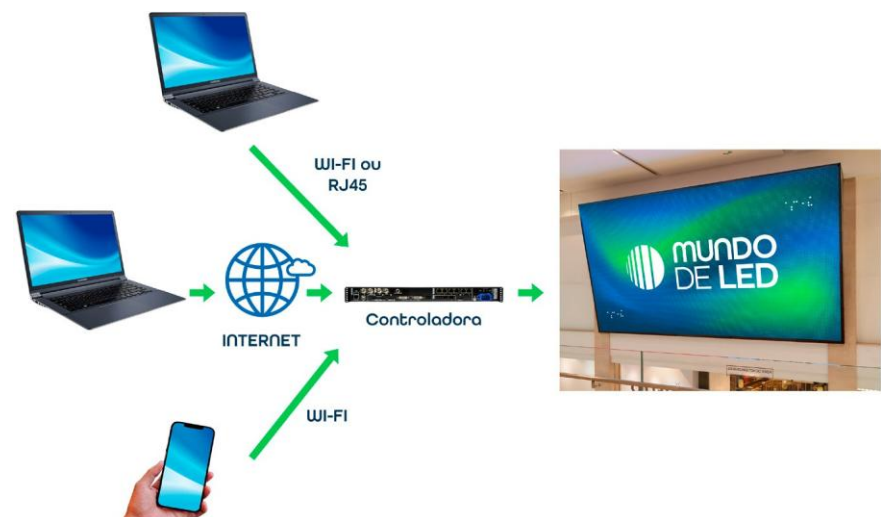 WI-FI ou
RJ45
INTERNET
Controladora
WI-FI
MUNDO
DE LED